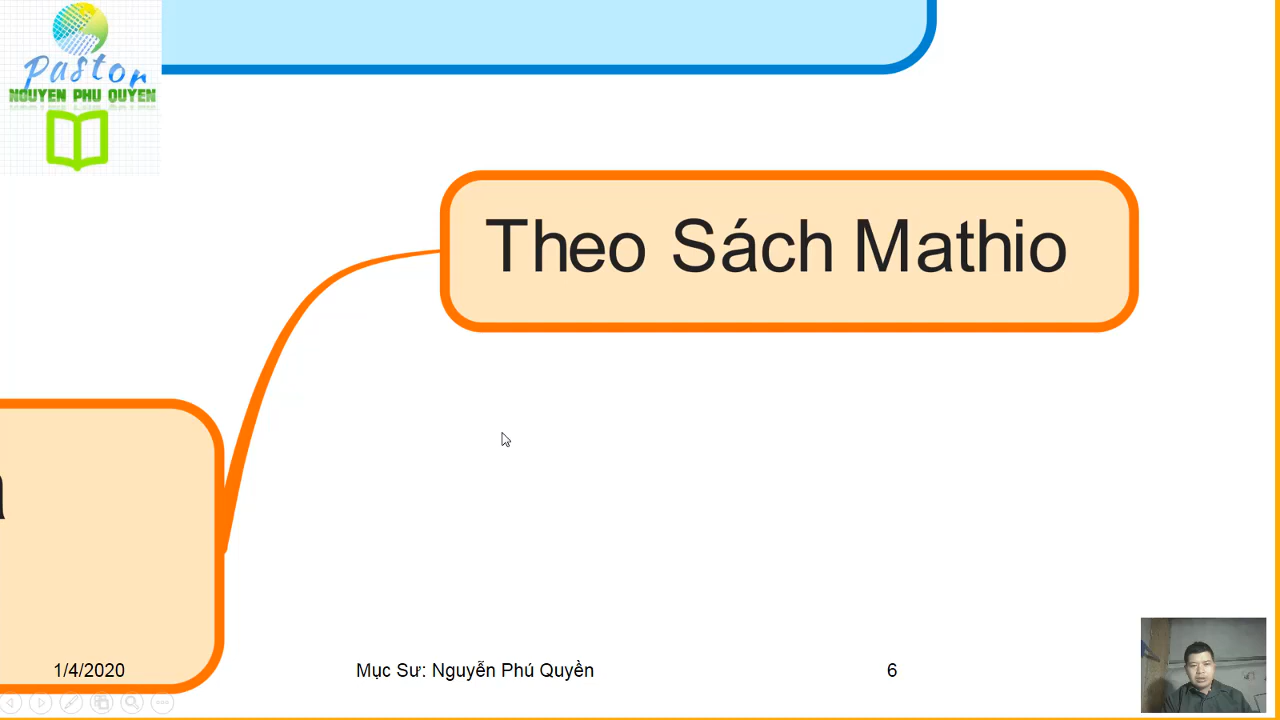 Pastor
NGUYEN PHU QUYEN
Theo Sách Mathio
1/4/2020
Mục Sư: Nguyễn Phú Quyền
6